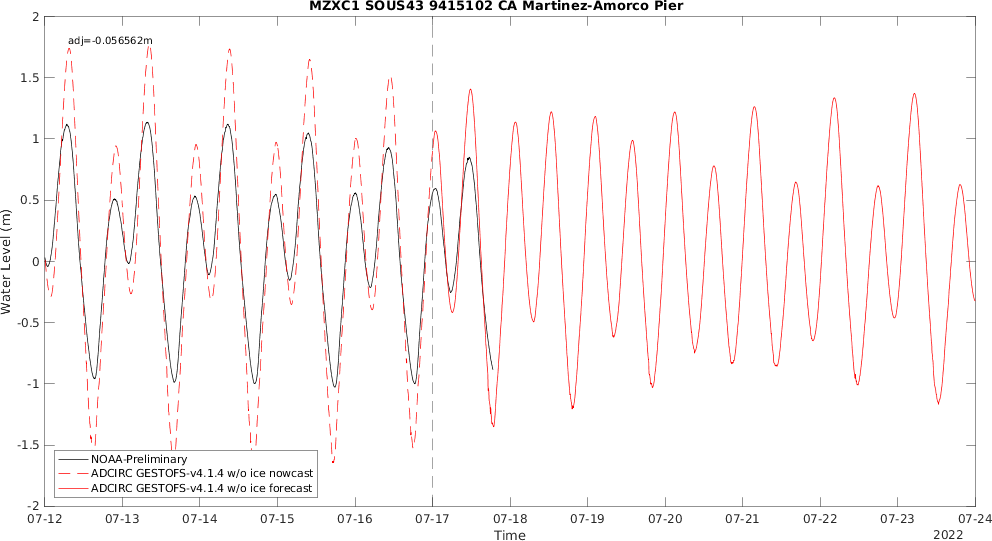 MZXC1 SOUS43 9415102 CA Martinez-Amorco Pier
adj=-0.056562m
2
1.5
1
0.5
0
-0.5
-1
-1.5
-2
Water Level (m)
NOAA-Preliminary
ADCIRC GESTOFS-v4.1.4 w/o ice nowcast
ADCIRC GESTOFS-v4.1.4 w/o ice forecast
07-12 07-13 07-14 07-15 07-16 07-17 07-18 07-19 07-20 07-21 07-22 07-23 07-24
Time
2022